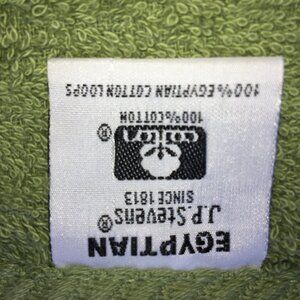 EGYPTIAN
J.P. Stevens®
SINCE 1813
cotton
®
100% COTTON
100% EGYPTIAN COTTON LOOPS